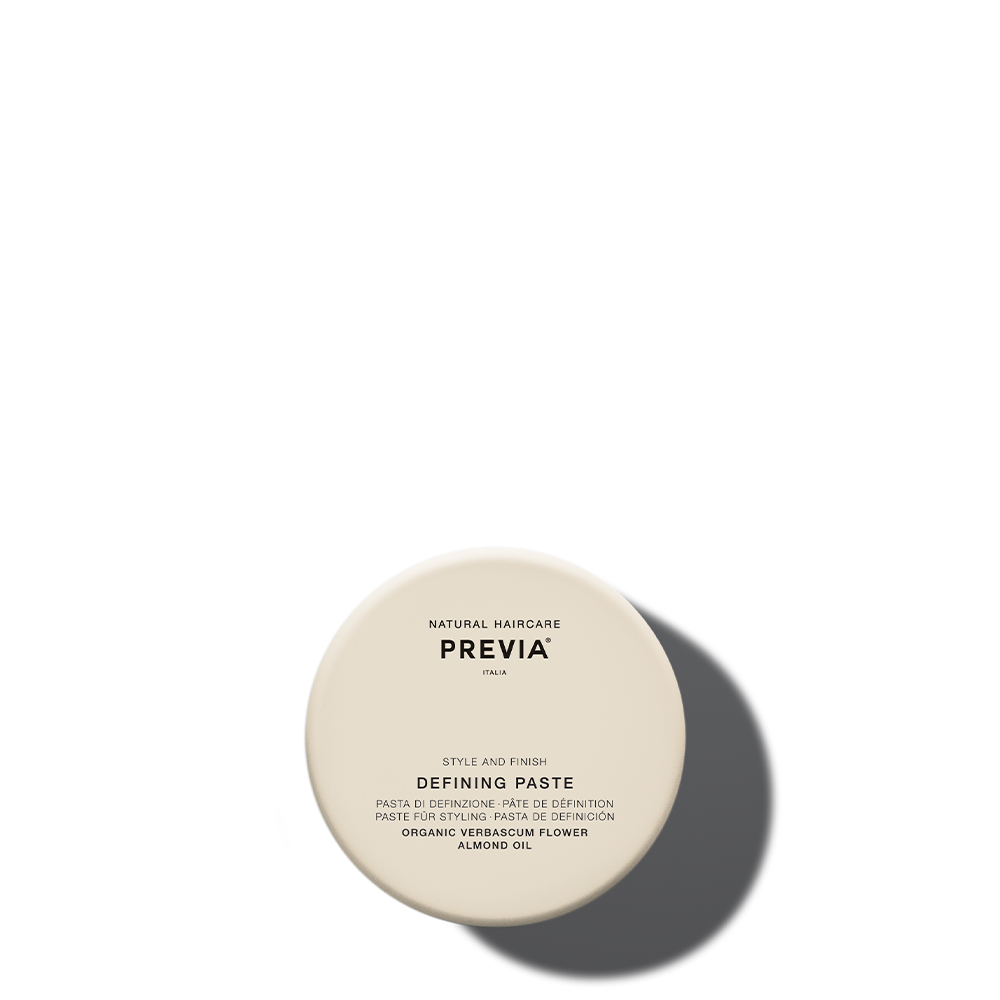 NATURAL HAIRCARE
PREVIA®
ITALIA
STYLE AND FINISH
DEFINING PASTE
PASTA DI DEFINZIONE · PÂTE DE DÉFINITION
PASTE FÜR STYLING · PASTA DE DEFINICIÓN
ORGANIC VERBASCUM FLOWER
ALMOND OIL